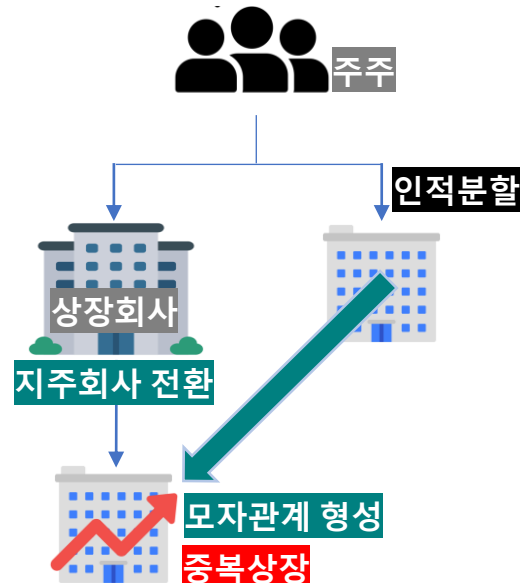 주주
인적분할
상장회사
지주회사 전환
모자관계 형성
중복상장